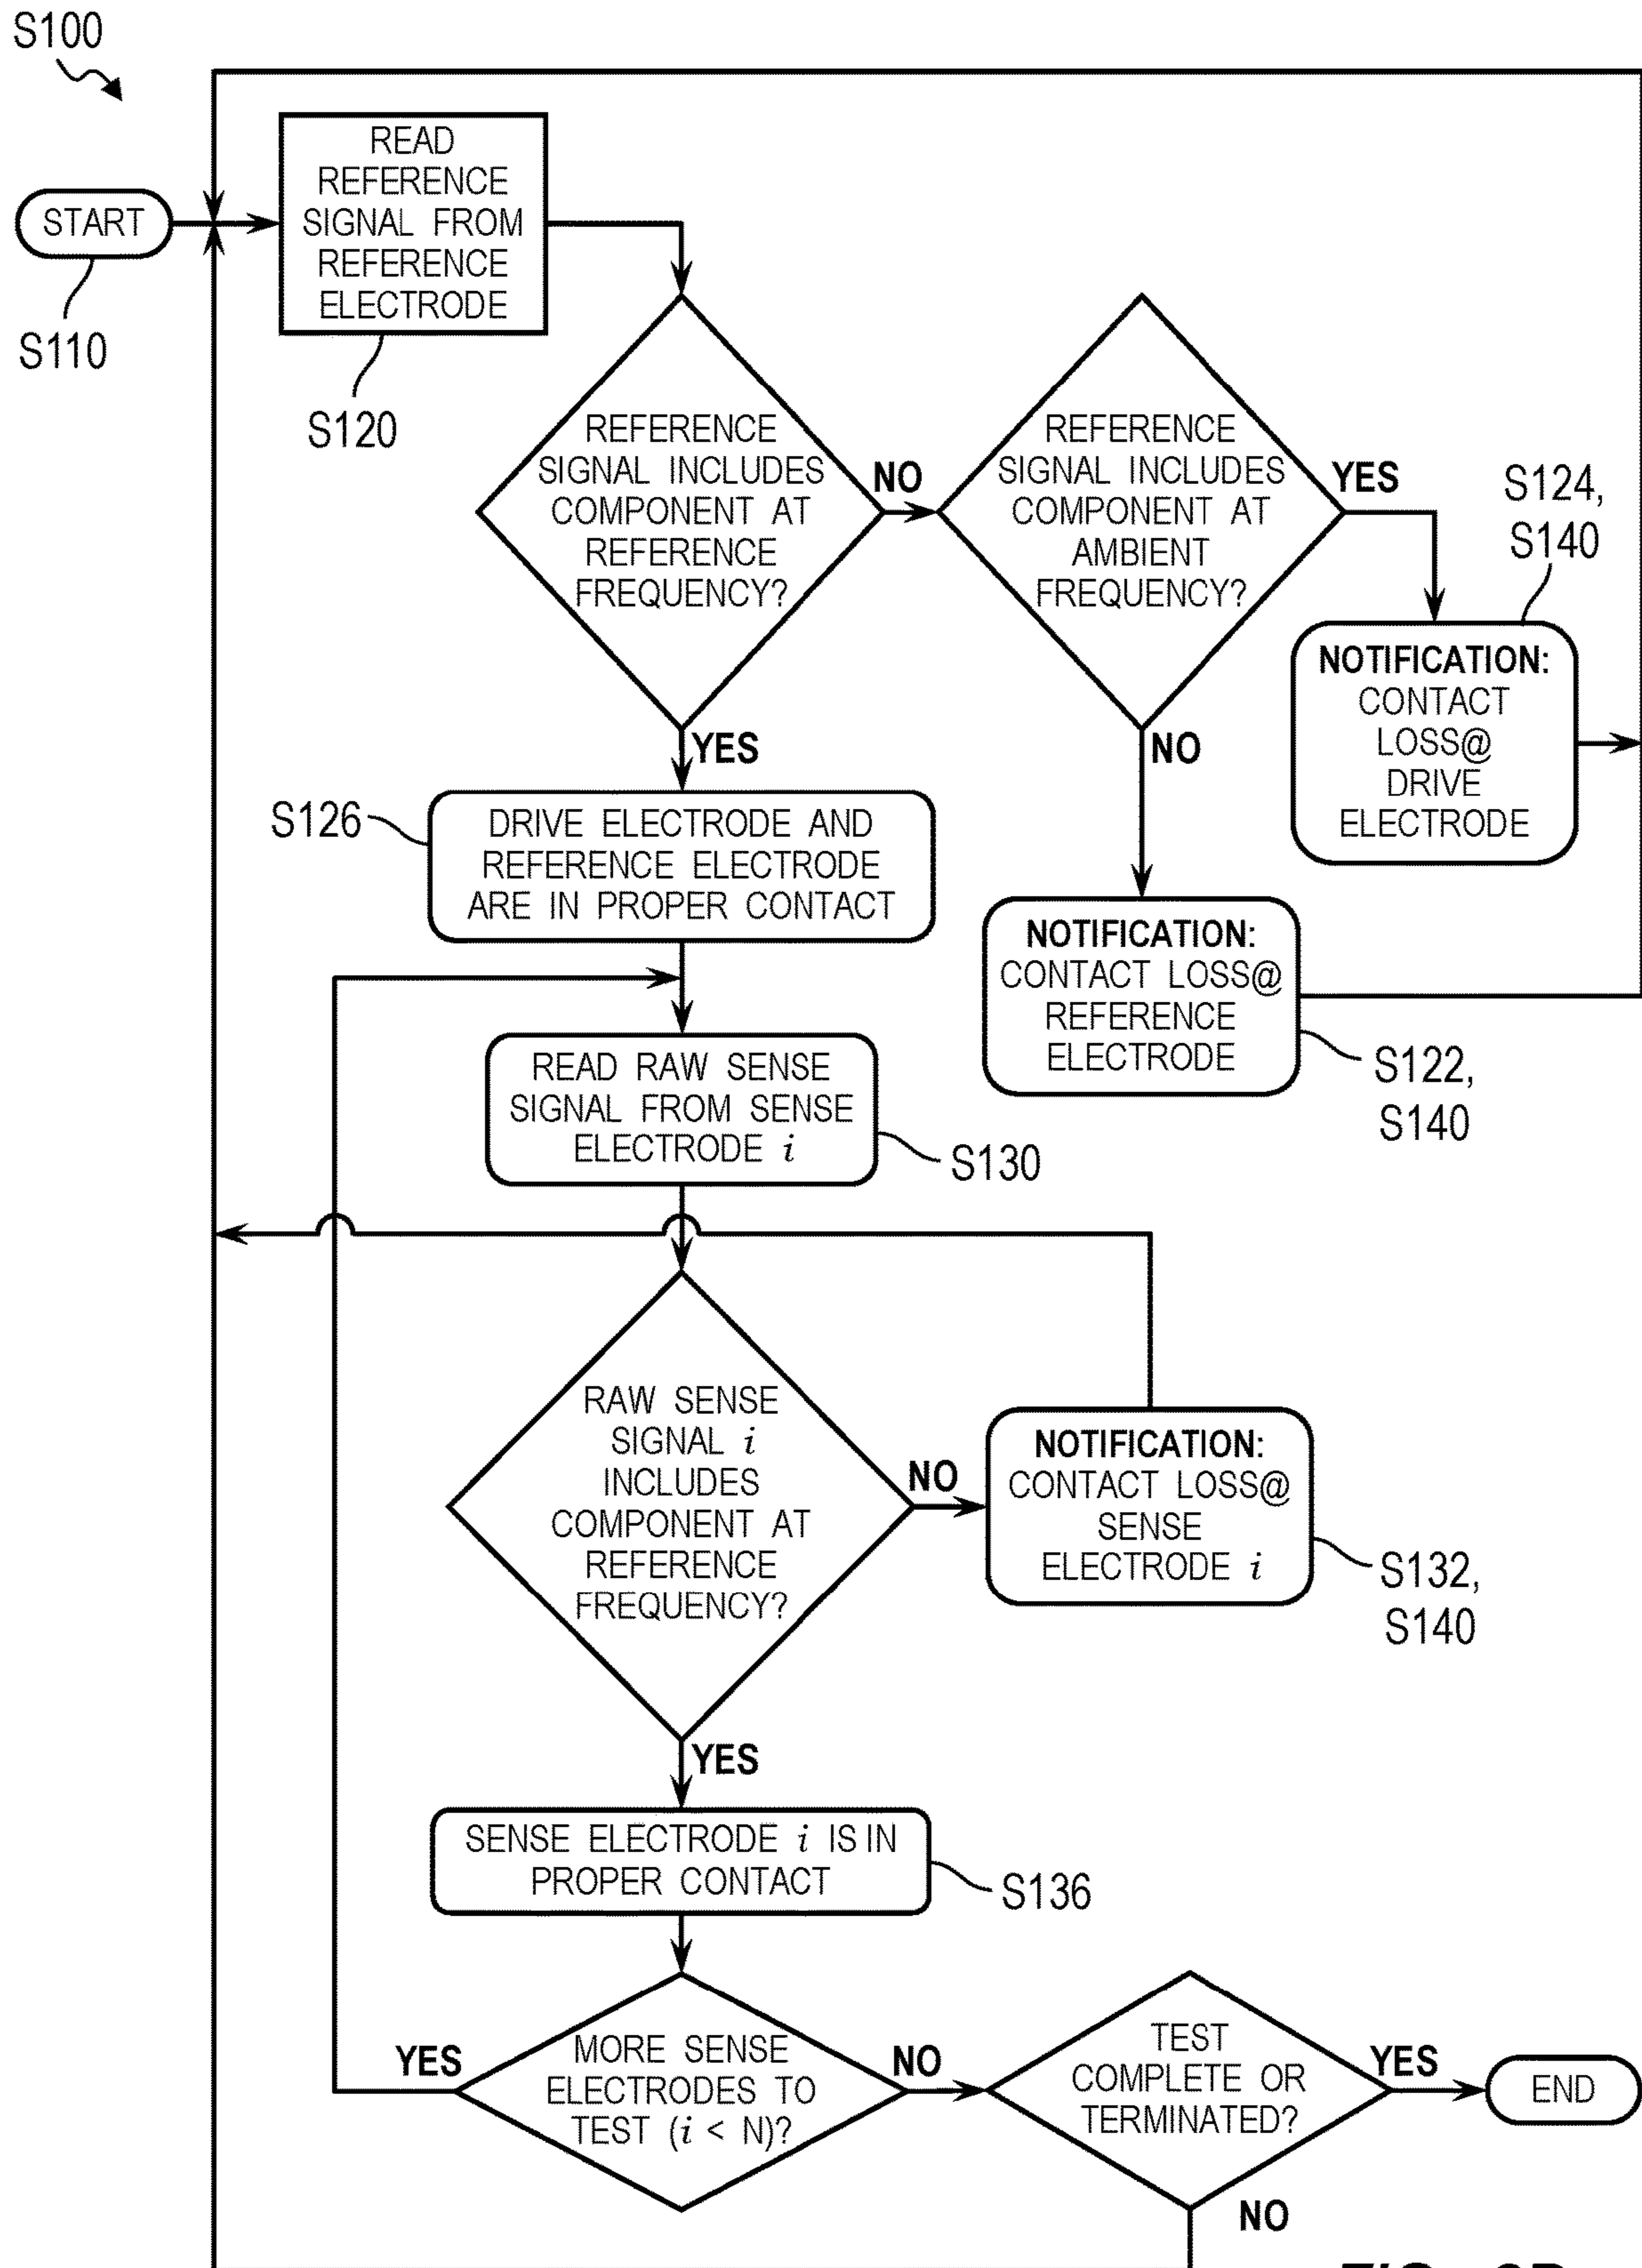 S100
READ
REFERENCE
SIGNAL FROM
REFERENCE
ELECTRODE
START
S110
S120
REFERENCE
SIGNAL INCLUDES
COMPONENT AT
REFERENCE
FREQUENCY?
NO
REFERENCE
SIGNAL INCLUDES
COMPONENT AT
AMBIENT
FREQUENCY?
YES
S124,
S140
NOTIFICATION:
CONTACT
LOSS@
DRIVE
ELECTRODE
YES
NO
S126
DRIVE ELECTRODE AND
REFERENCE ELECTRODE
ARE IN PROPER CONTACT
NOTIFICATION:
CONTACT LOSS@
REFERENCE
ELECTRODE
S122,
S140
READ RAW SENSE
SIGNAL FROM SENSE
ELECTRODE i
S130
RAW SENSE
SIGNAL i
INCLUDES
COMPONENT AT
REFERENCE
FREQUENCY?
NO
NOTIFICATION:
CONTACT LOSS@
SENSE
ELECTRODE i
S132,
S140
YES
SENSE ELECTRODE i IS IN
PROPER CONTACT
S136
YES
MORE SENSE
ELECTRODES TO
TEST (i < N)?
NO
TEST
COMPLETE OR
TERMINATED?
YES
END
NO